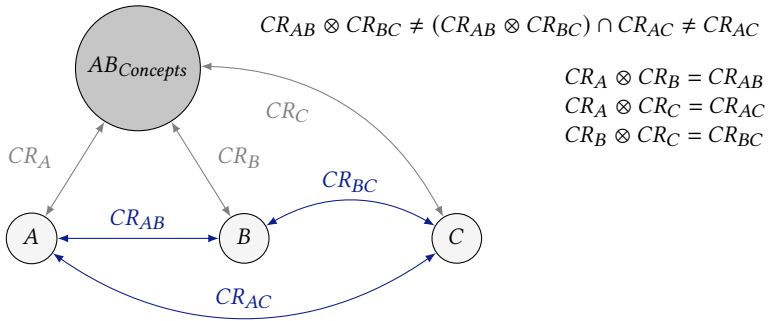 CR_AB ⊗ CR_BC ≠ (CR_AB ⊗ CR_BC) ∩ CR_AC ≠ CR_AC
AB_Concepts
CR_A ⊗ CR_B = CR_AB
CR_A ⊗ CR_C = CR_AC
CR_B ⊗ CR_C = CR_BC
CR_C
CR_A
CR_B
CR_BC
CR_AB
A
B
C
CR_AC